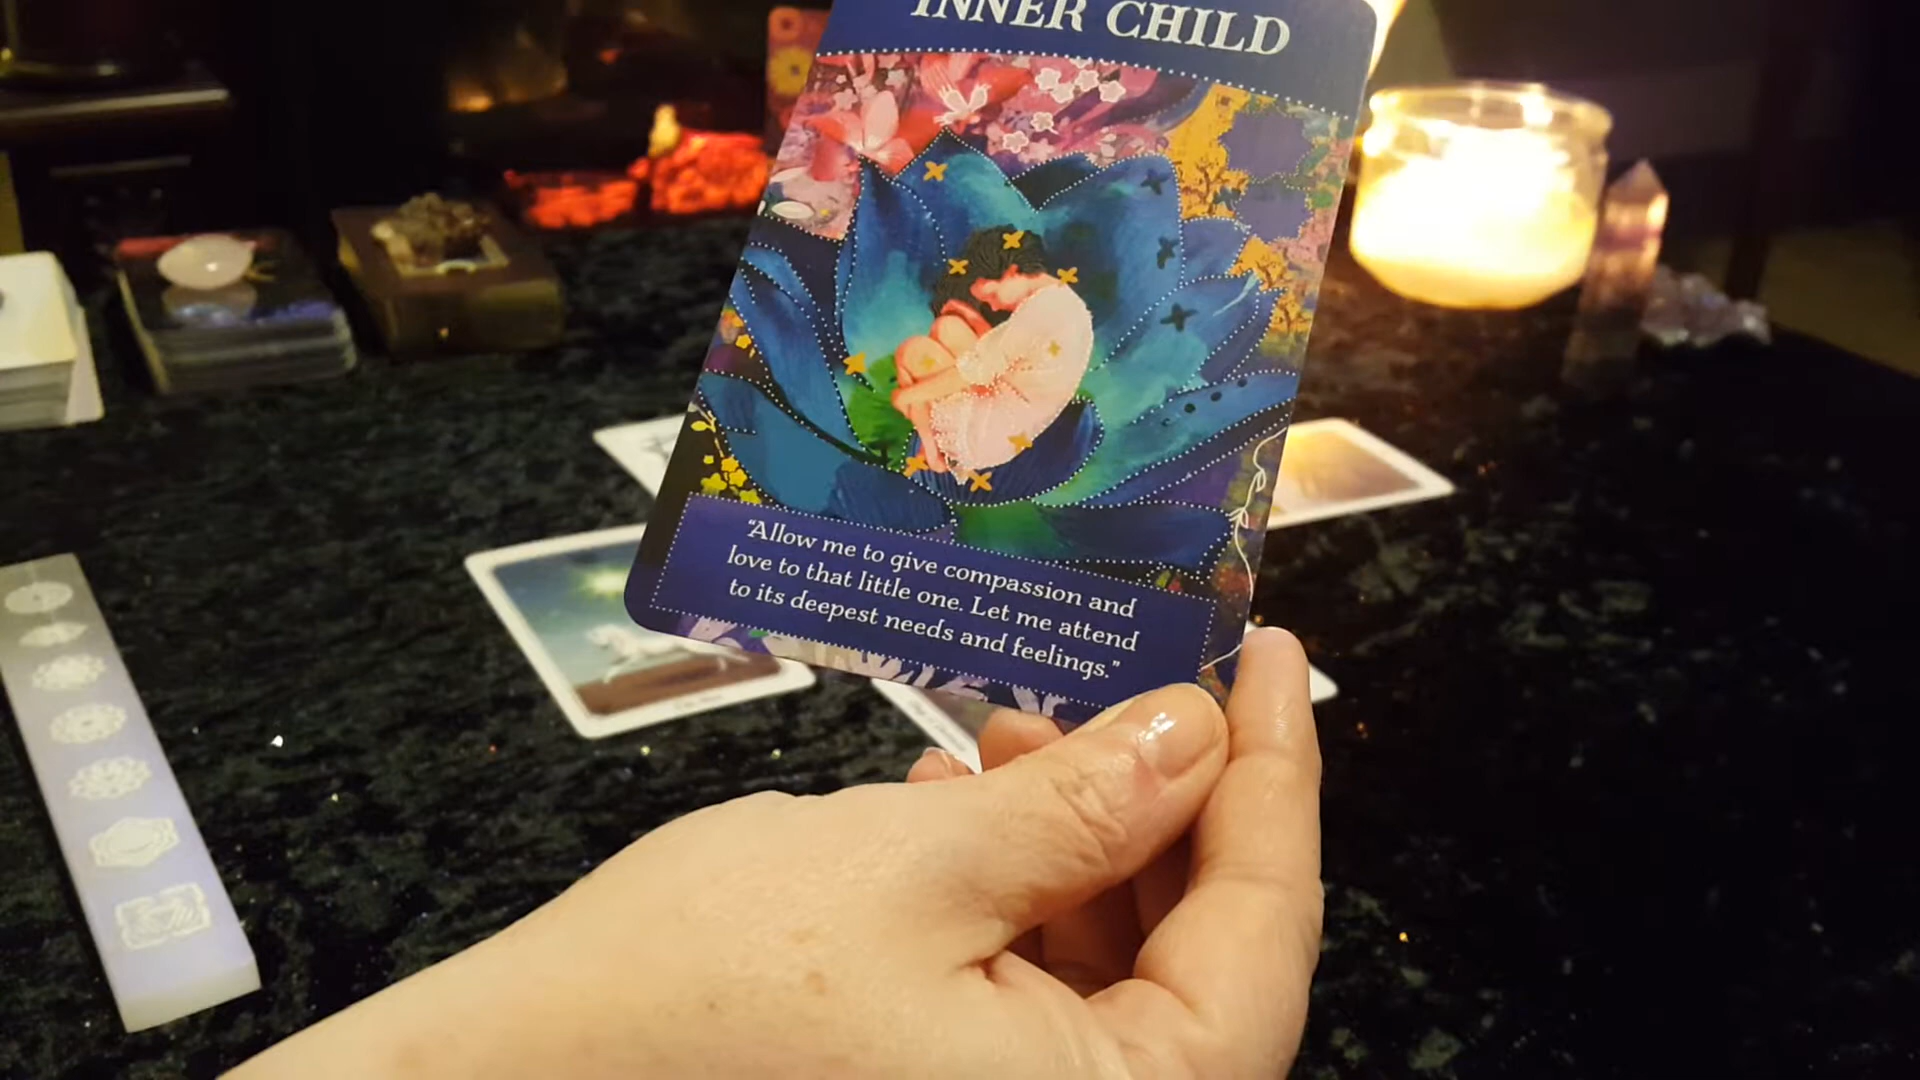 INNER CHILD
“Allow me to give compassion and
love to that little one. Let me attend
to its deepest needs and feelings.”